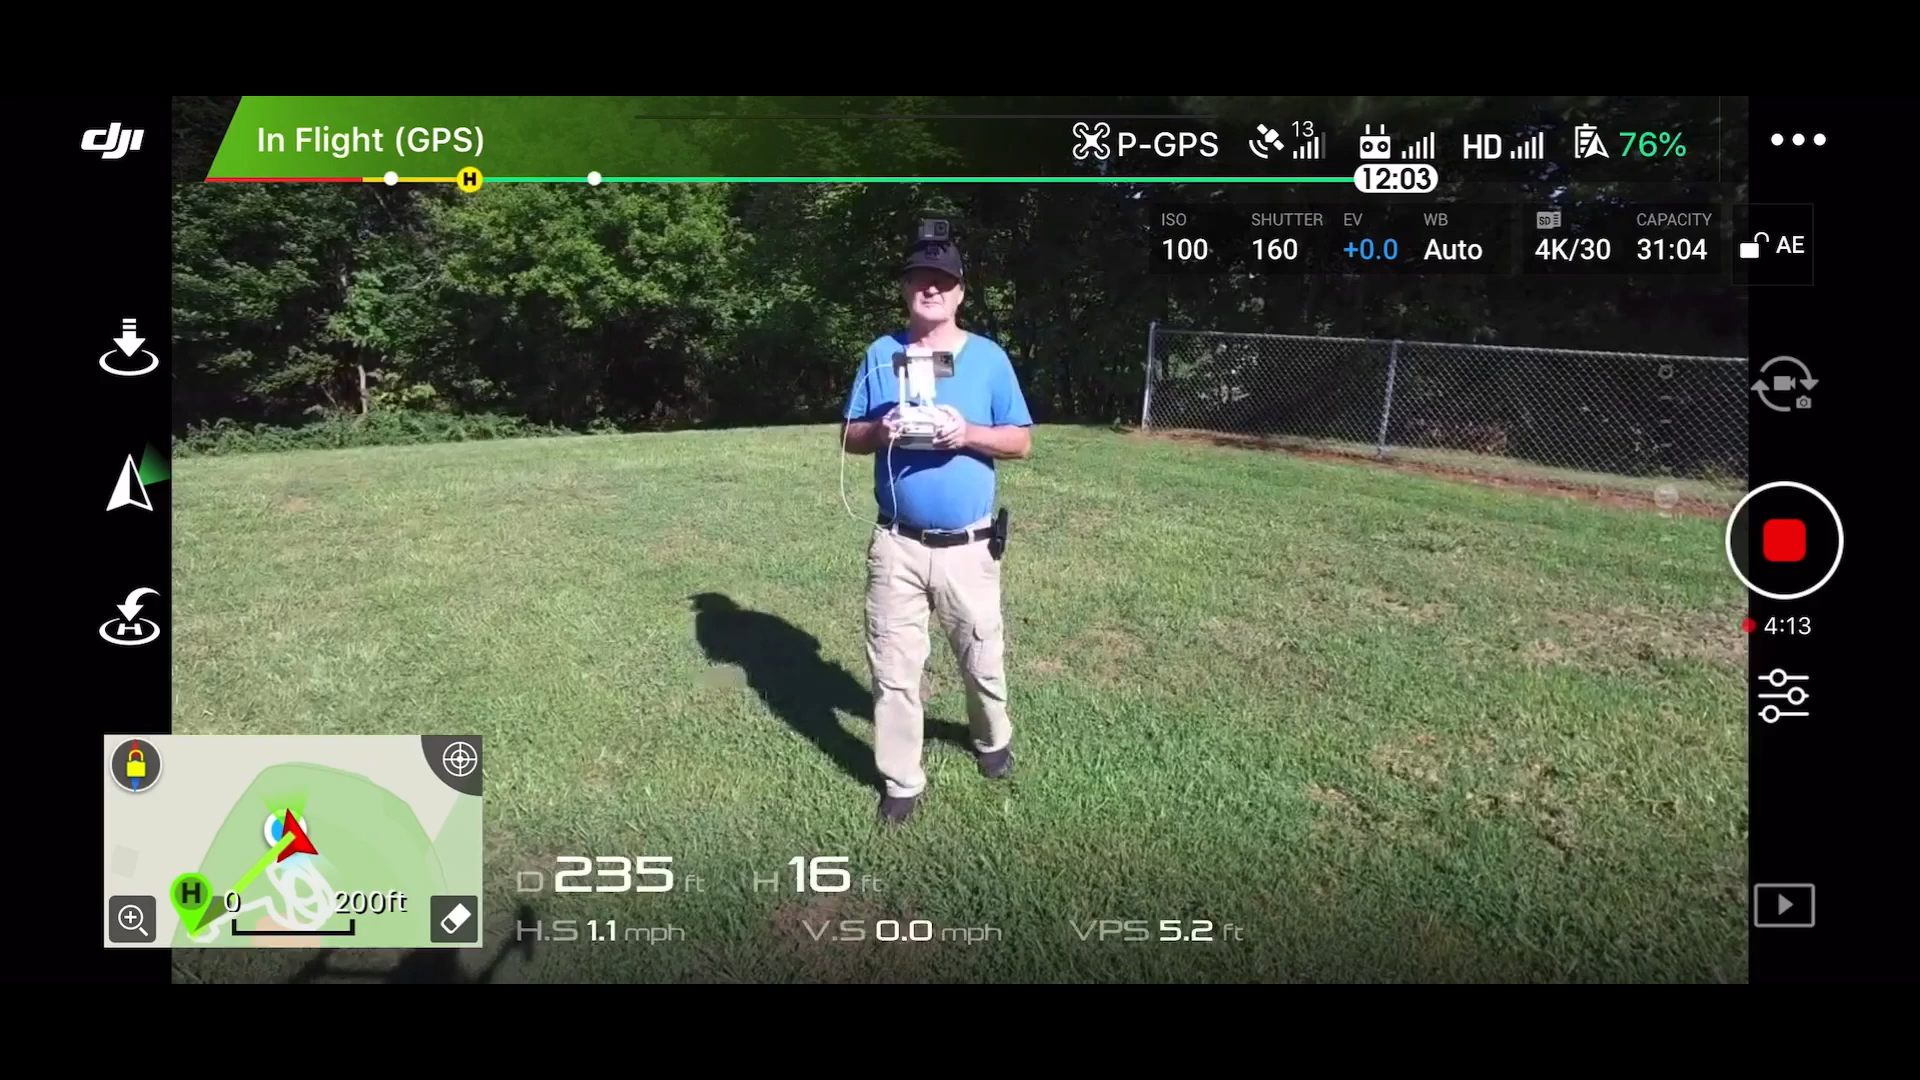 dji
In Flight (GPS)
P-GPS
13
HD
76%
H
12:03
ISO
100
SHUTTER
160
EV
+0.0
WB
Auto
SD
4K/30
CAPACITY
31:04
AE
H
4:13
H
0
200ft
D 235 ft
H 16 ft
H.S 1.1 mph
V.S 0.0 mph
VPS 5.2 ft